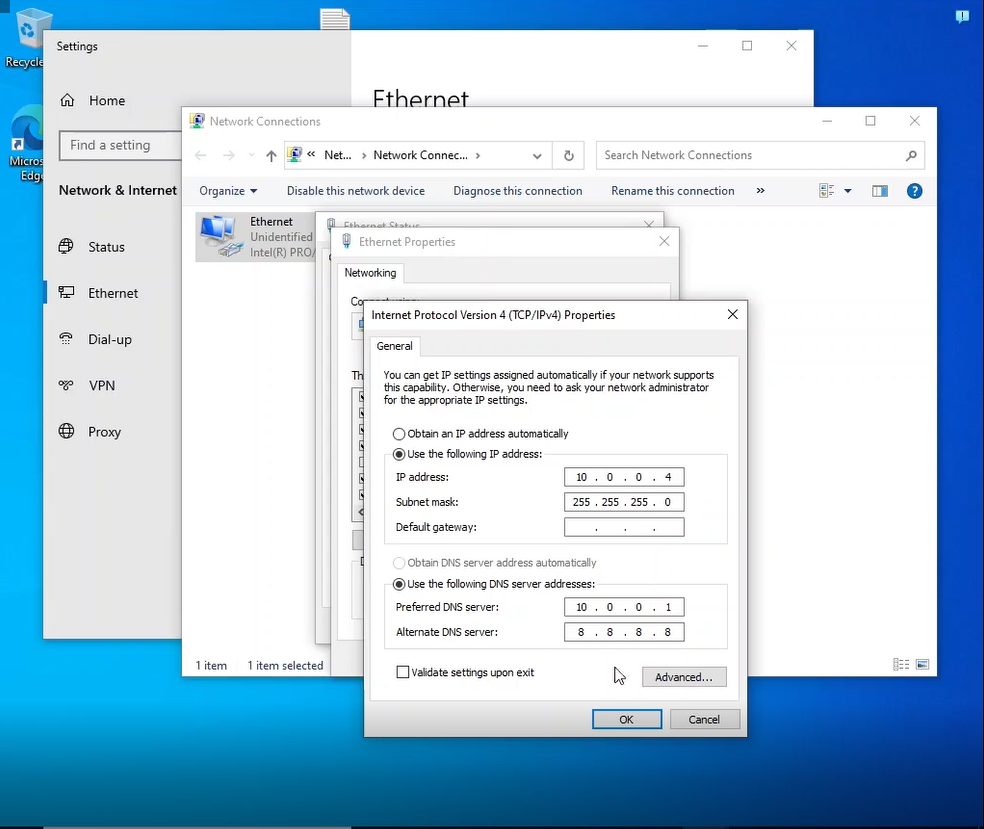 Recycle
Micros
Edge
Settings
Home
Find a setting
Network & Internet
Status
Ethernet
Dial-up
VPN
Proxy
Ethernet
Network Connections
« Net... › Network Connec... ›
Search Network Connections
Organize
Disable this network device
Diagnose this connection
Rename this connection
»
Ethernet
Unidentified
Intel(R) PRO/
1 item
1 item selected
Ethernet Status
Ethernet Properties
Networking
Connect using:
Th
Internet Protocol Version 4 (TCP/IPv4) Properties
General
You can get IP settings assigned automatically if your network supports
this capability. Otherwise, you need to ask your network administrator
for the appropriate IP settings.
Obtain an IP address automatically
Use the following IP address:
IP address: 10 . 0 . 0 . 4
Subnet mask: 255 . 255 . 255 . 0
Default gateway: . . .
Obtain DNS server address automatically
Use the following DNS server addresses:
Preferred DNS server: 10 . 0 . 0 . 1
Alternate DNS server: 8 . 8 . 8 . 8
Validate settings upon exit
Advanced...
OK
Cancel